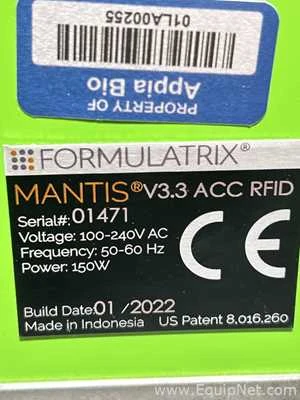 01LA00255
Appia Bio
PROPERTY OF
FORMULATRIX®
MANTIS® V3.3 ACC RFID
Serial#: 01471
Voltage: 100-240V AC
Frequency: 50-60 Hz
Power: 150W
CE
Build Date: 01 /2022
Made in Indonesia US Patent 8,016,260
www.EquipNet.com